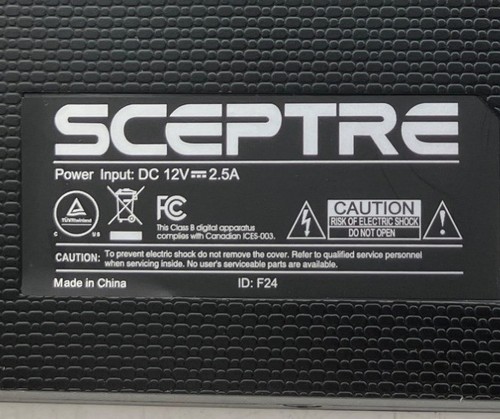 SCEPTRE
Power Input: DC 12V⎓2.5A
TÜVRheinland
C US
FC
This Class B digital apparatus
complies with Canadian ICES-003.
CAUTION
RISK OF ELECTRIC SHOCK
DO NOT OPEN
CAUTION: To prevent electric shock do not remove the cover. Refer to qualified service personnel
when servicing inside. No user's serviceable parts are available.
Made in China ID: F24